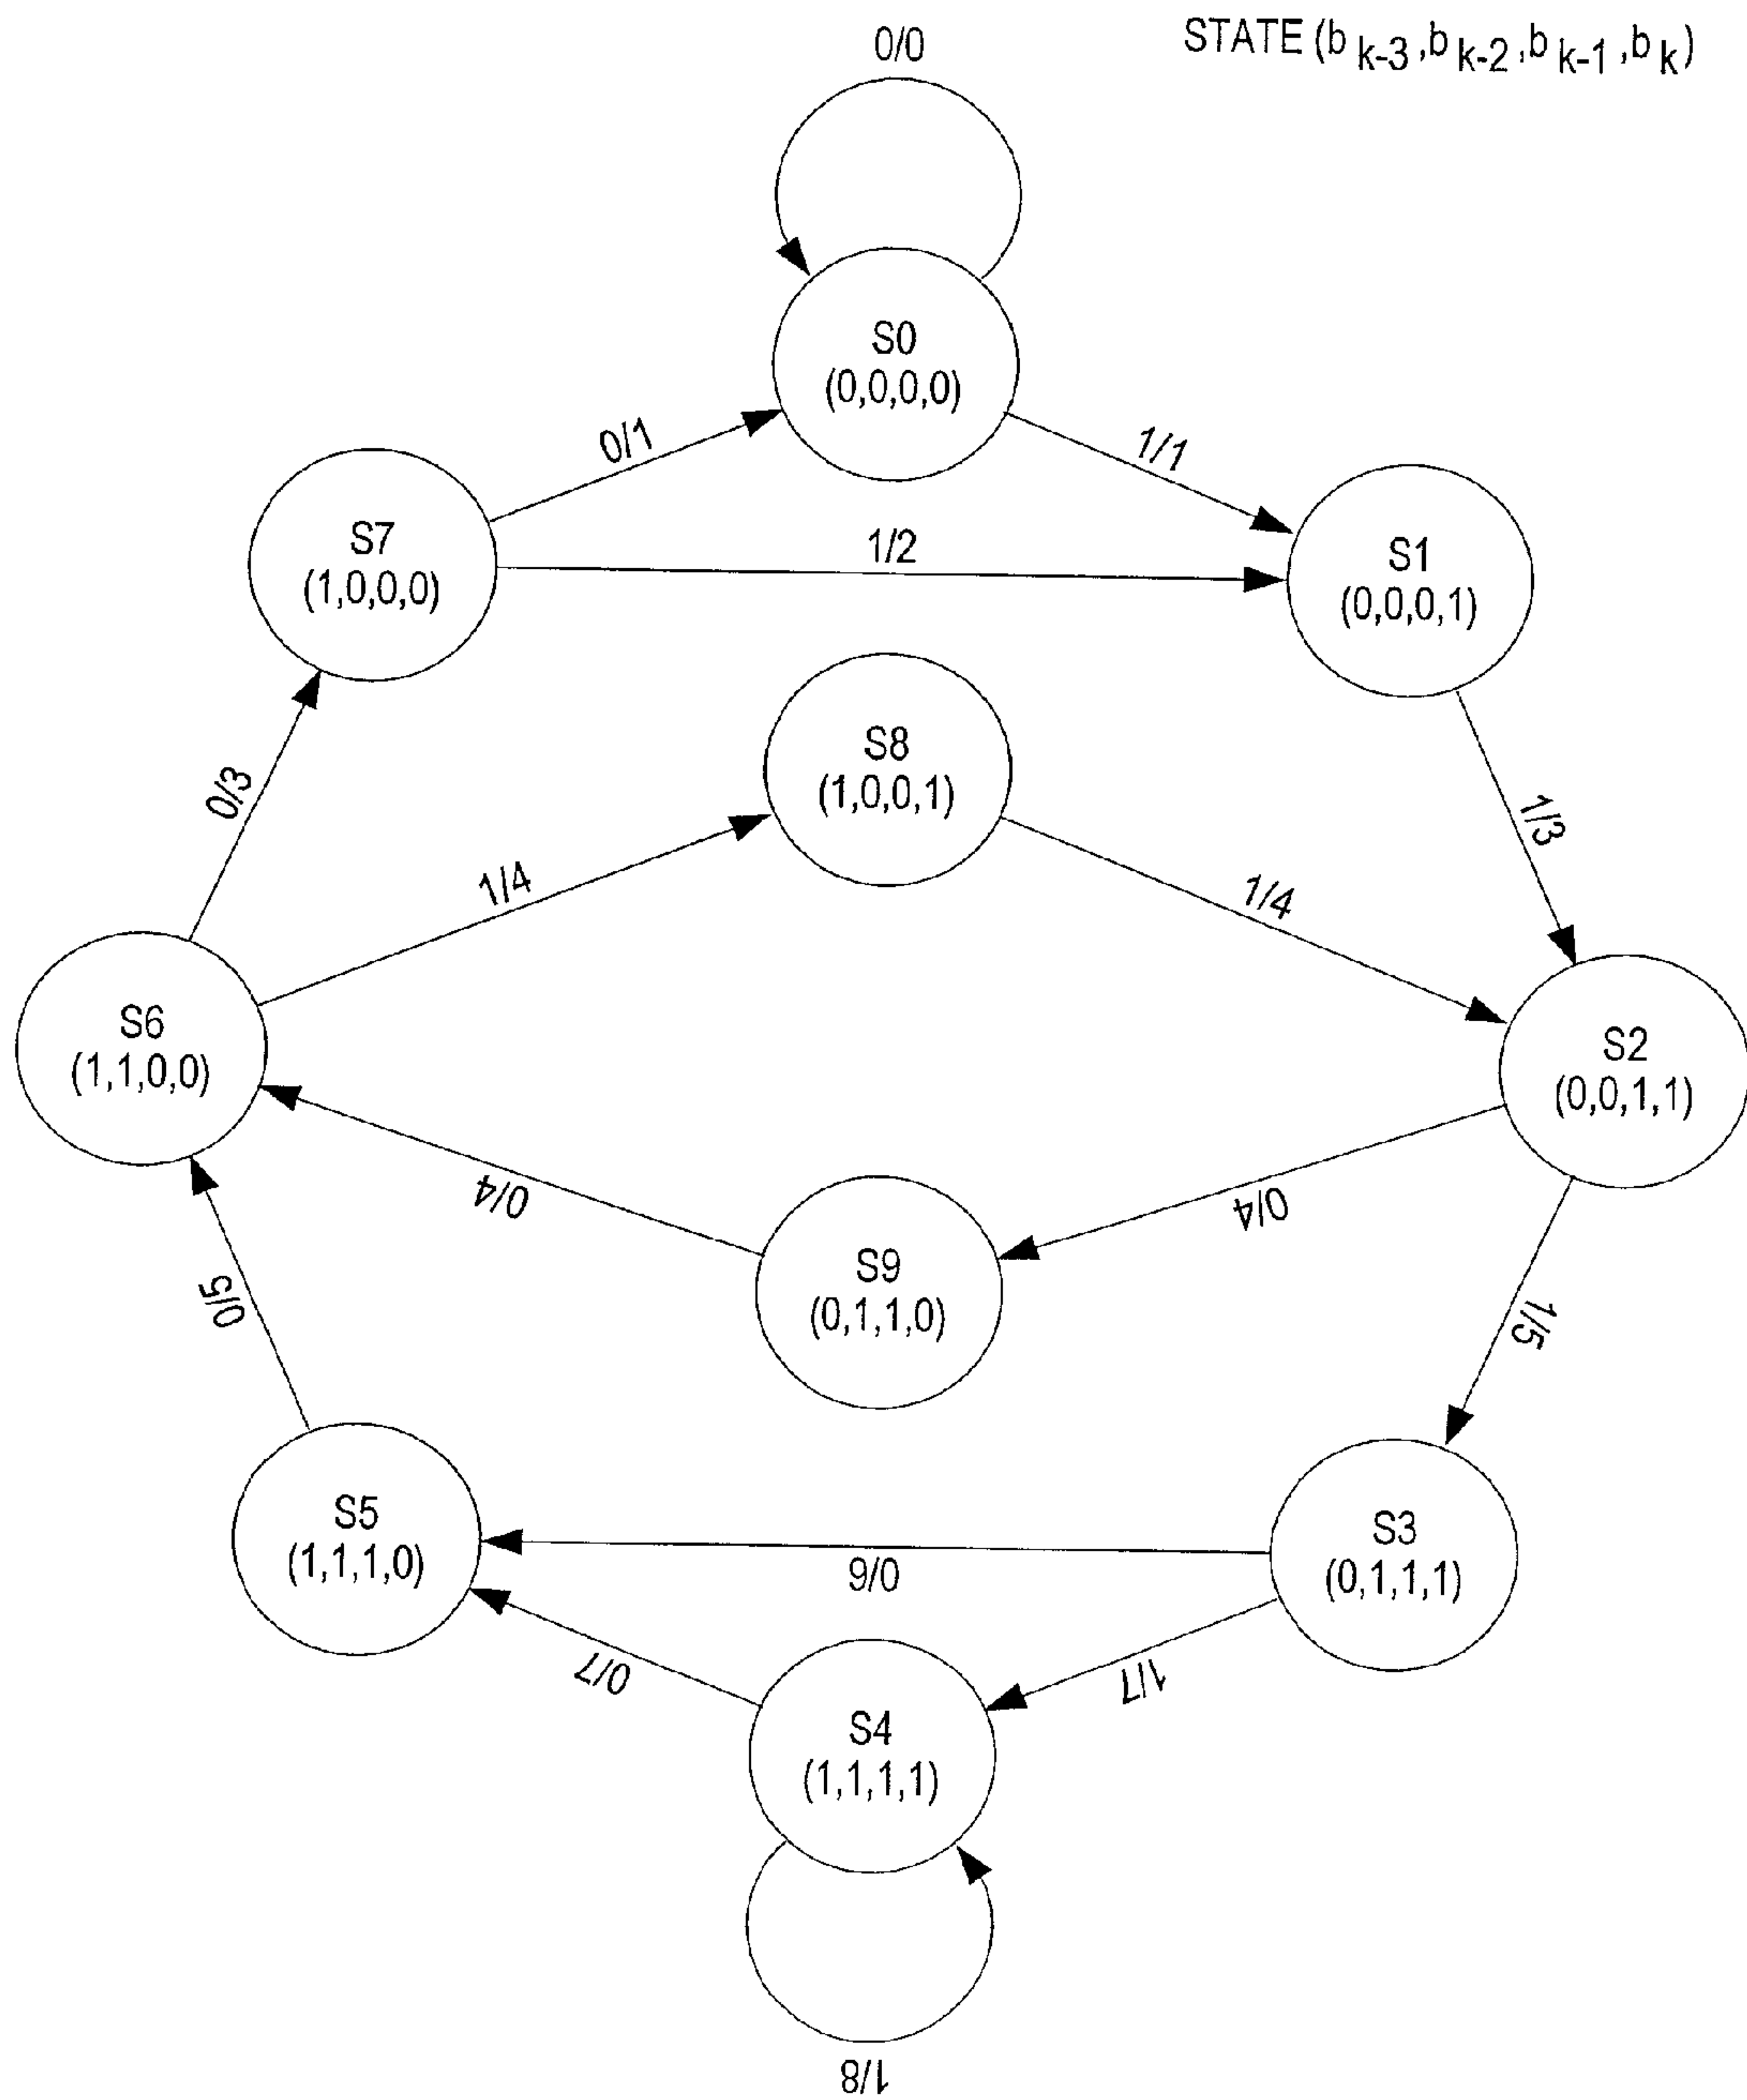 0/0
STATE (b k-3 ,b k-2 ,b k-1 ,b k)
S0
(0,0,0,0)
0/1
1/1
S7
(1,0,0,0)
1/2
S1
(0,0,0,1)
S8
(1,0,0,1)
0/3
1/3
1/4
1/4
S6
(1,1,0,0)
S2
(0,0,1,1)
0/4
0/4
S9
(0,1,1,0)
0/5
1/5
S5
(1,1,1,0)
S3
(0,1,1,1)
0/6
0/7
1/7
S4
(1,1,1,1)
1/8